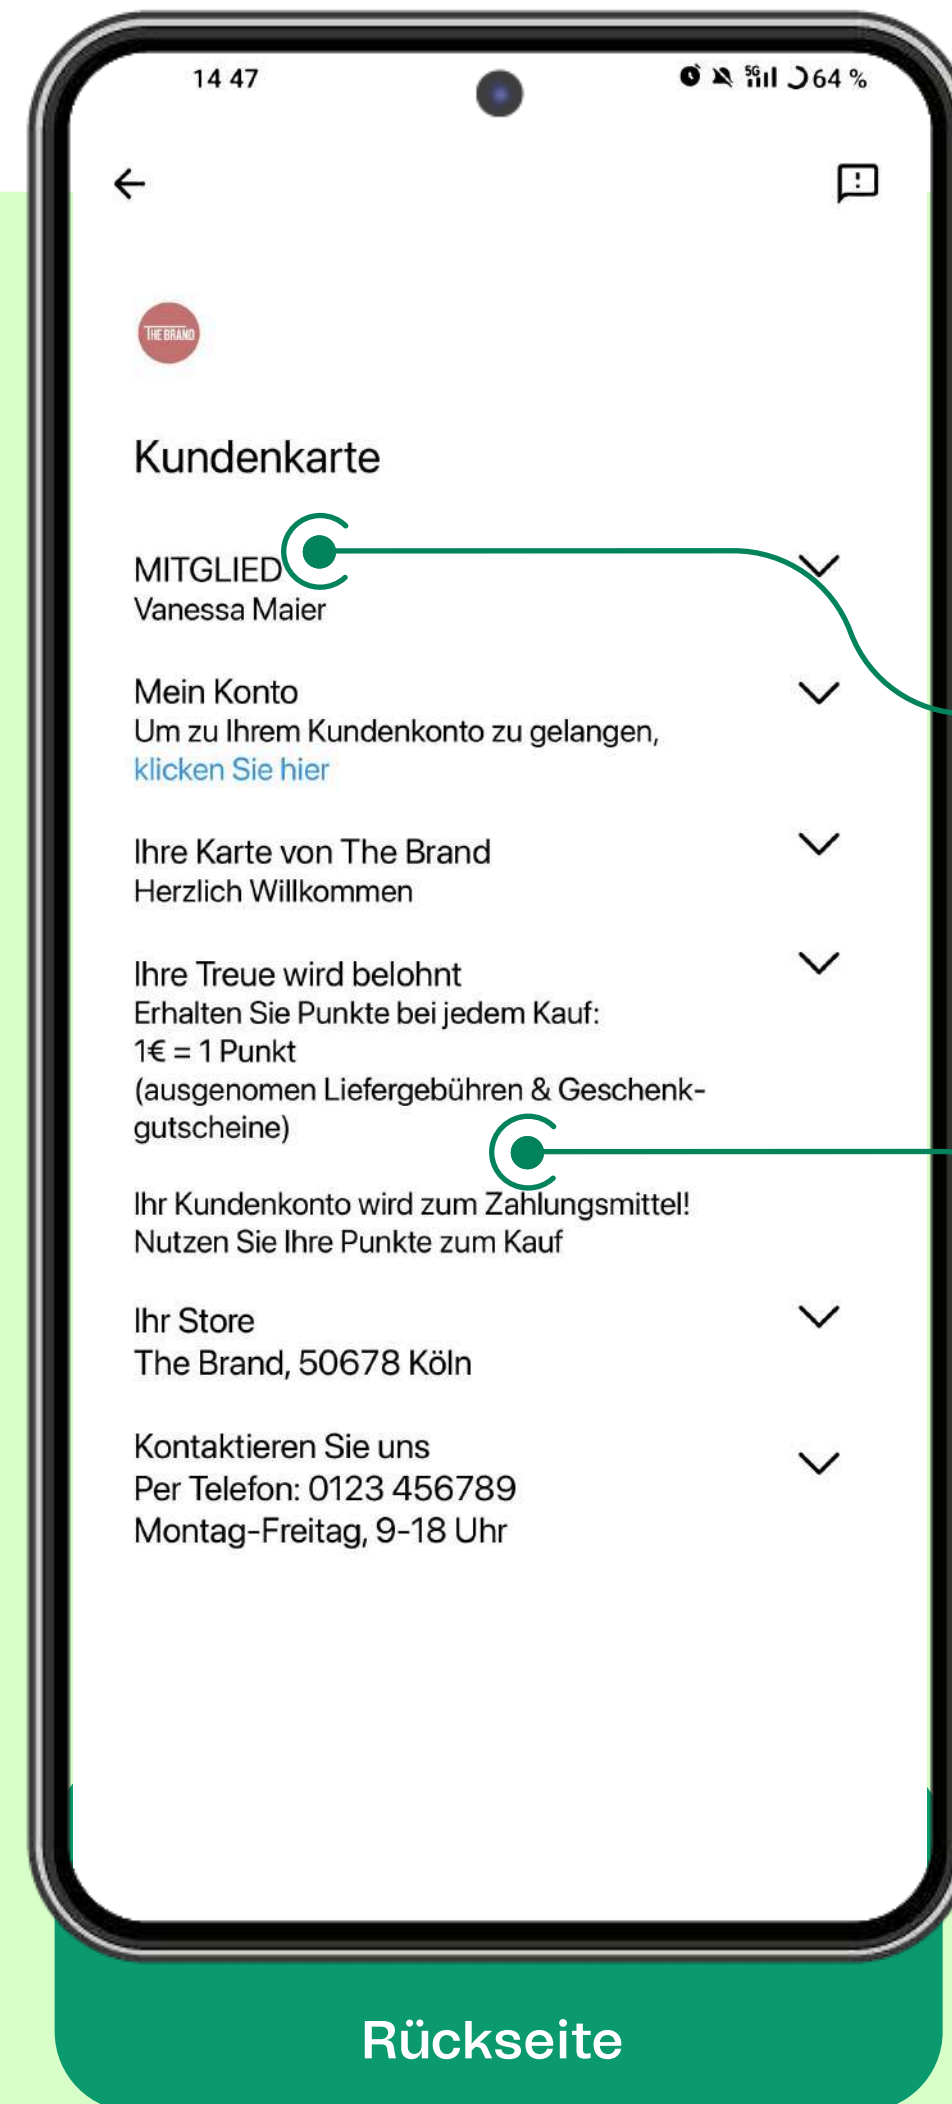 14 47
5G 64 %
THE BRAND
Kundenkarte
MITGLIED
Vanessa Maier
Mein Konto
Um zu Ihrem Kundenkonto zu gelangen,
klicken Sie hier
Ihre Karte von The Brand
Herzlich Willkommen
Ihre Treue wird belohnt
Erhalten Sie Punkte bei jedem Kauf:
1€ = 1 Punkt
(ausgenomen Liefergebühren & Geschenk-
gutscheine)
Ihr Kundenkonto wird zum Zahlungsmittel!
Nutzen Sie Ihre Punkte zum Kauf
Ihr Store
The Brand, 50678 Köln
Kontaktieren Sie uns
Per Telefon: 0123 456789
Montag-Freitag, 9-18 Uhr
Rückseite